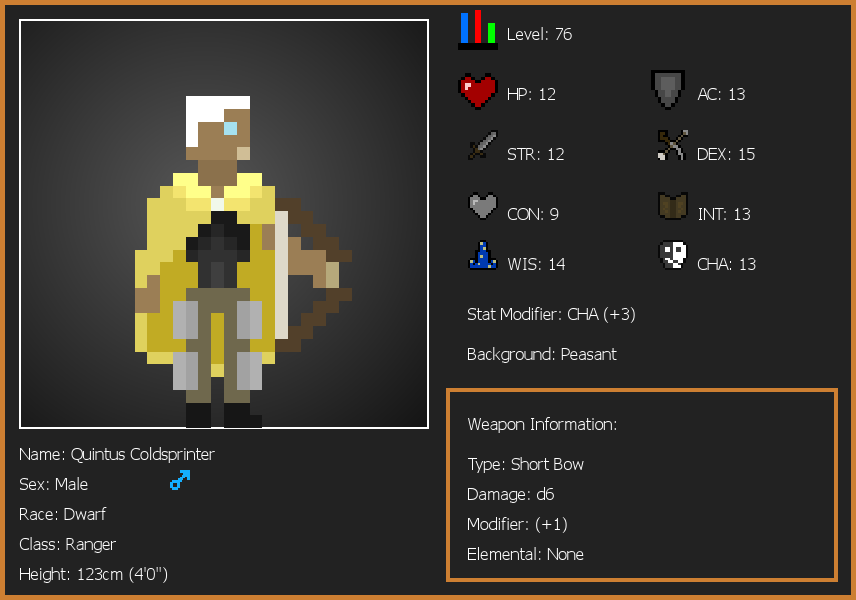 Level: 76
HP: 12
AC: 13
STR: 12
DEX: 15
CON: 9
INT: 13
WIS: 14
CHA: 13
Stat Modifier: CHA (+3)
Background: Peasant
Weapon Information:
Type: Short Bow
Damage: d6
Modifier: (+1)
Elemental: None
Name: Quintus Coldsprinter
Sex: Male
Race: Dwarf
Class: Ranger
Height: 123cm (4'0")